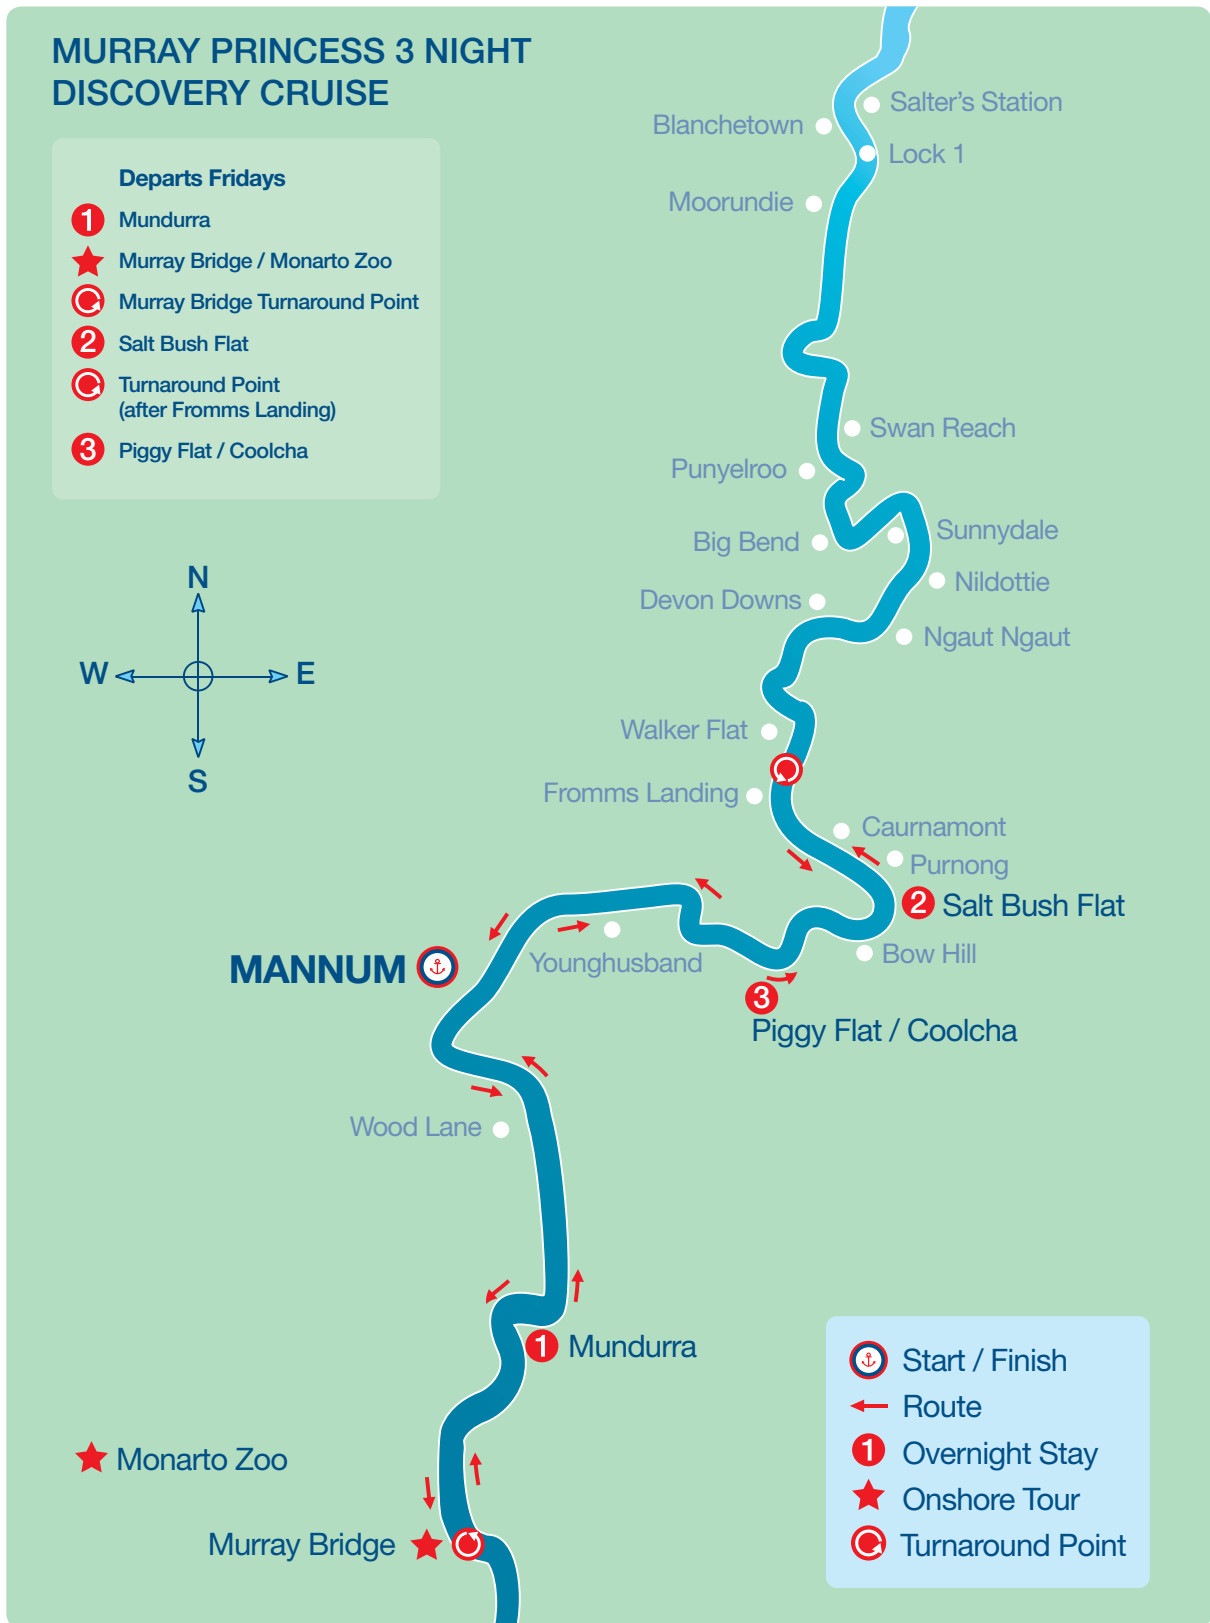 MURRAY PRINCESS 3 NIGHT
DISCOVERY CRUISE
Departs Fridays
1 Mundurra
Murray Bridge / Monarto Zoo
Murray Bridge Turnaround Point
2 Salt Bush Flat
Turnaround Point
(after Fromms Landing)
3 Piggy Flat / Coolcha
N
W E
S
Salter's Station
Blanchetown
Lock 1
Moorundie
Swan Reach
Punyelroo
Sunnydale
Big Bend
Nildottie
Devon Downs
Ngaut Ngaut
Walker Flat
Fromms Landing
Caurnamont
Purnong
2 Salt Bush Flat
Bow Hill
Younghusband
MANNUM
3
Piggy Flat / Coolcha
Wood Lane
1 Mundurra
Monarto Zoo
Murray Bridge
Start / Finish
Route
1 Overnight Stay
Onshore Tour
Turnaround Point